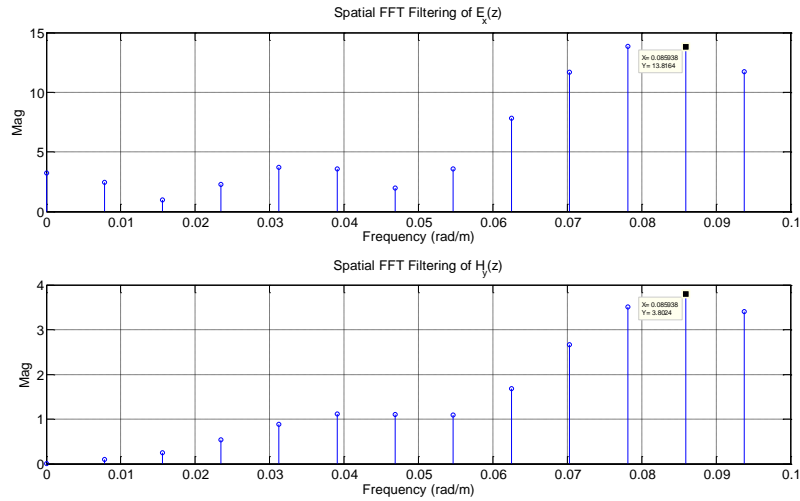 Spatial FFT Filtering of E_x(z)
Mag
15
10
5
0
X= 0.085938
Y= 13.8164
0 0.01 0.02 0.03 0.04 0.05 0.06 0.07 0.08 0.09 0.1
Frequency (rad/m)
Spatial FFT Filtering of H_y(z)
Mag
4
3
2
1
0
X= 0.085938
Y= 3.8024
0 0.01 0.02 0.03 0.04 0.05 0.06 0.07 0.08 0.09 0.1
Frequency (rad/m)